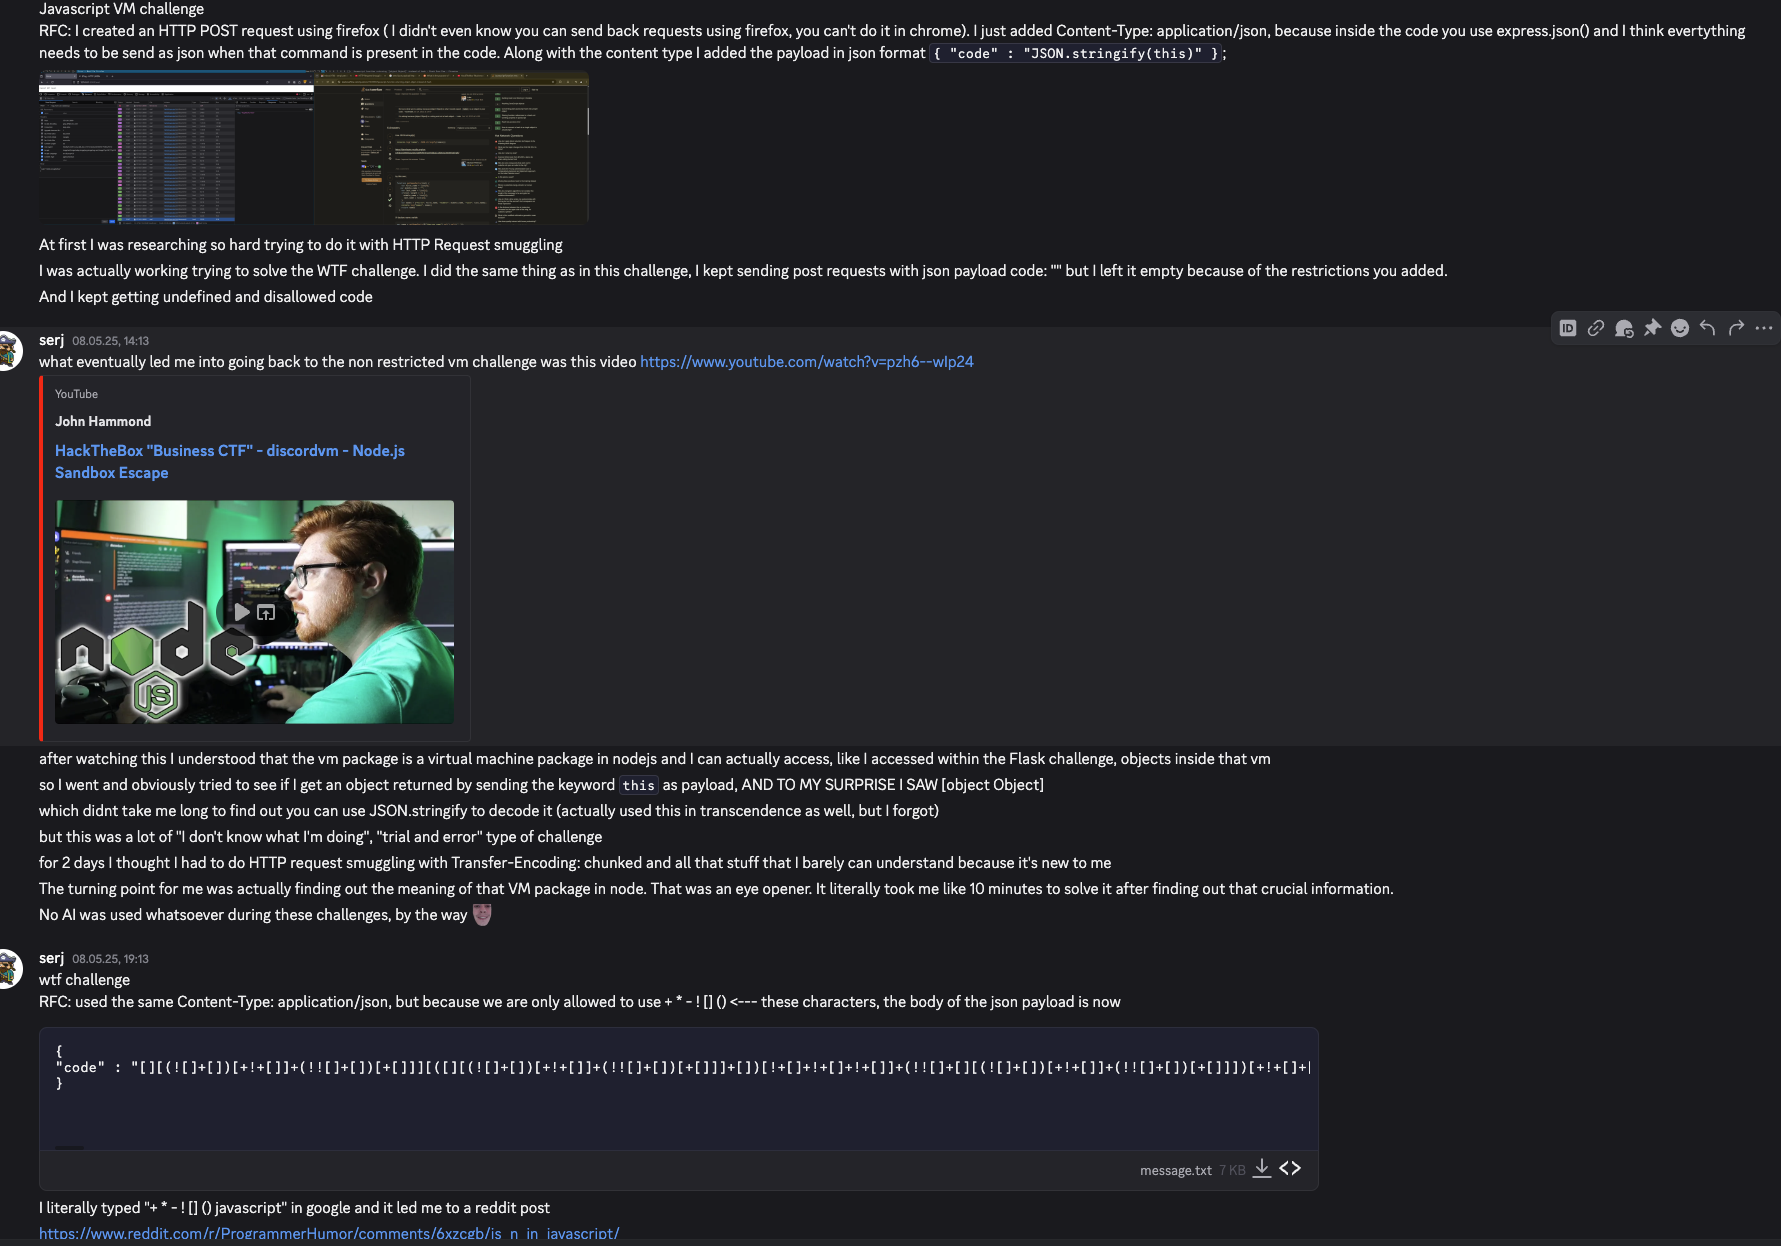 Javascript VM challenge
RFC: I created an HTTP POST request using firefox ( I didn't even know you can send back requests using firefox, you can't do it in chrome). I just added Content-Type: application/json, because inside the code you use express.json() and I think evertything
needs to be send as json when that command is present in the code. Along with the content type I added the payload in json format { "code" : "JSON.stringify(this)" };
At first I was researching so hard trying to do it with HTTP Request smuggling
I was actually working trying to solve the WTF challenge. I did the same thing as in this challenge, I kept sending post requests with json payload code: "" but I left it empty because of the restrictions you added.
And I kept getting undefined and disallowed code
serj 08.05.25, 14:13
what eventually led me into going back to the non restricted vm challenge was this video https://www.youtube.com/watch?v=pzh6--wlp24
YouTube
John Hammond
HackTheBox "Business CTF" - discordvm - Node.js
Sandbox Escape
node
JS
after watching this I understood that the vm package is a virtual machine package in nodejs and I can actually access, like I accessed within the Flask challenge, objects inside that vm
so I went and obviously tried to see if I get an object returned by sending the keyword this as payload, AND TO MY SURPRISE I SAW [object Object]
which didnt take me long to find out you can use JSON.stringify to decode it (actually used this in transcendence as well, but I forgot)
but this was a lot of "I don't know what I'm doing", "trial and error" type of challenge
for 2 days I thought I had to do HTTP request smuggling with Transfer-Encoding: chunked and all that stuff that I barely can understand because it's new to me
The turning point for me was actually finding out the meaning of that VM package in node. That was an eye opener. It literally took me like 10 minutes to solve it after finding out that crucial information.
No AI was used whatsoever during these challenges, by the way
serj 08.05.25, 19:13
wtf challenge
RFC: used the same Content-Type: application/json, but because we are only allowed to use + * - ! [] () <--- these characters, the body of the json payload is now
{
"code" : "[][(![]+[])[+!+[]]+(!![]+[])[+[]]][([][(![]+[])[+!+[]]+(!![]+[])[+[]]]+[])[!+[]+!+[]+!+[]]+(!![]+[][(![]+[])[+!+[]]+(!![]+[])[+[]]])[+!+[]+[
}
message.txt 7 KB
I literally typed "+ * - ! [] () javascript" in google and it led me to a reddit post
https://www.reddit.com/r/ProgrammerHumor/comments/6xzcgb/is_n_in_javascript/